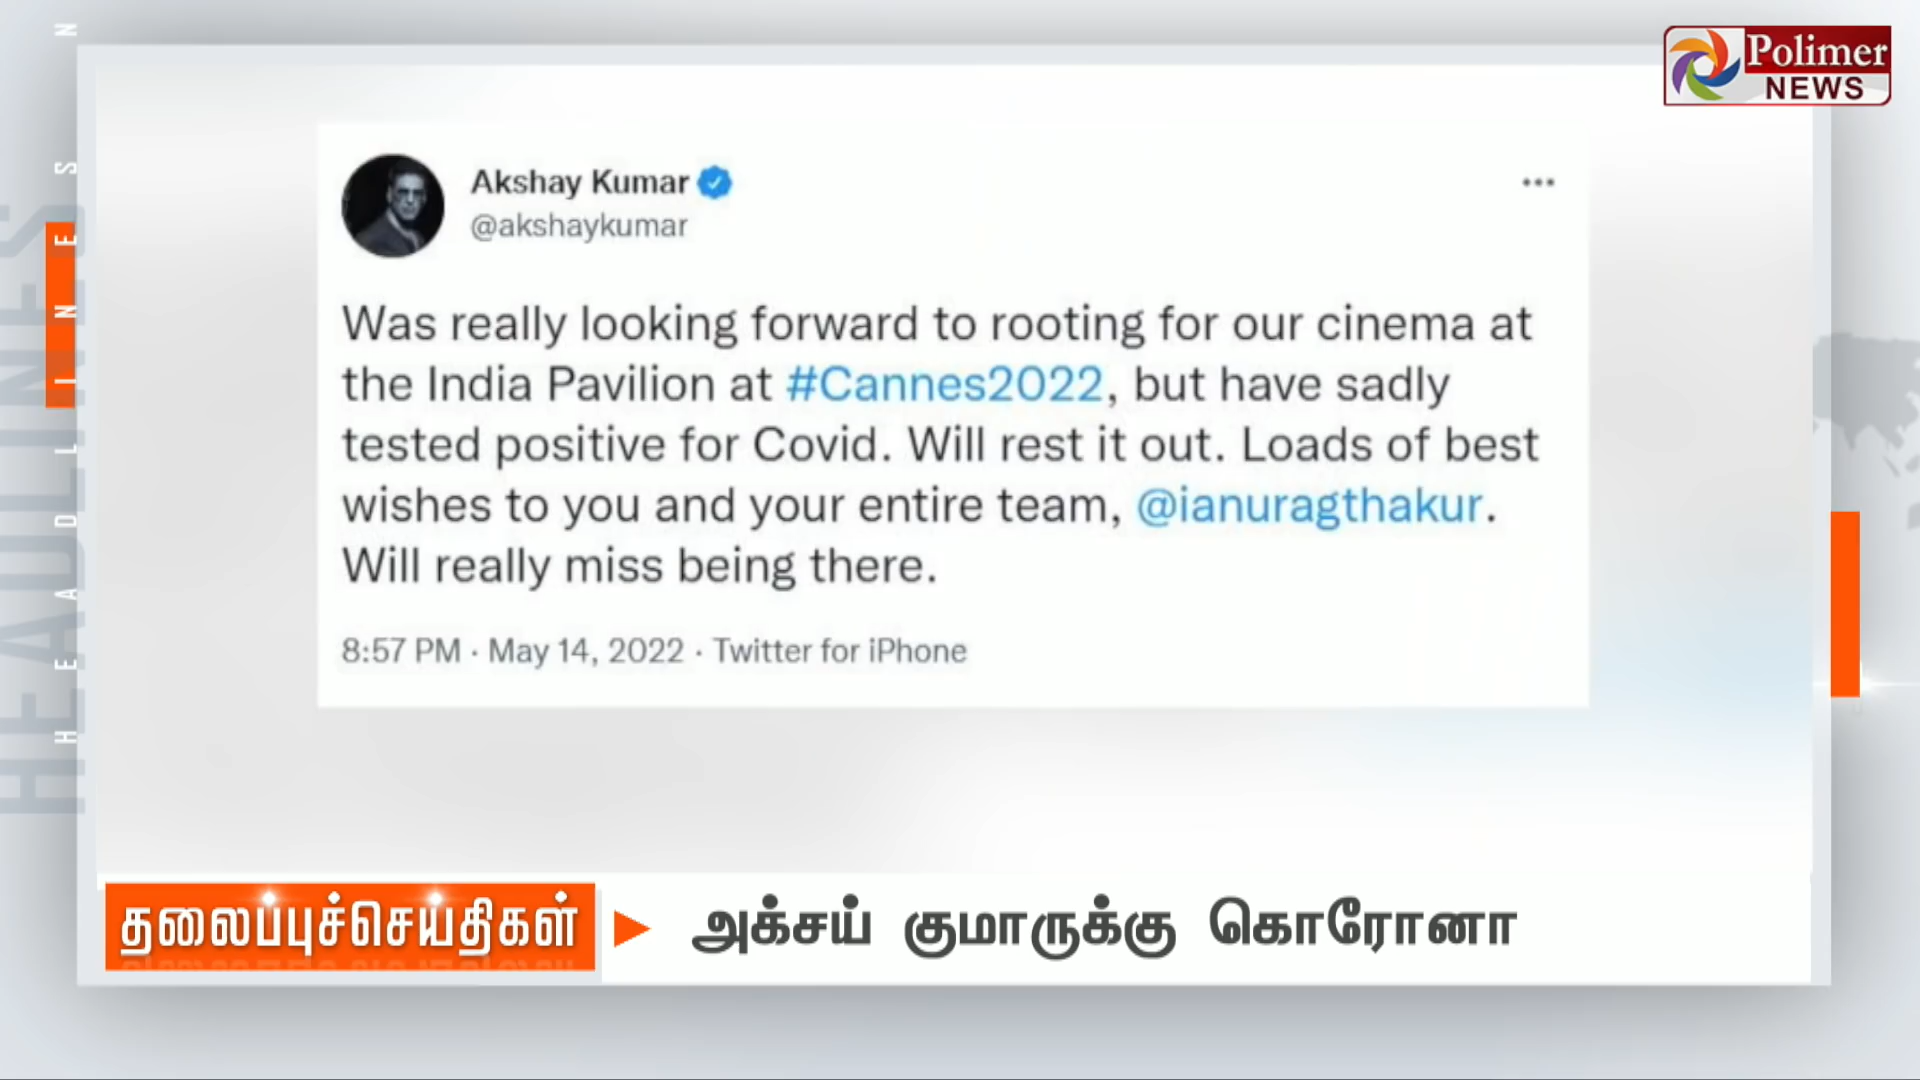 Polimer
NEWS
HEADLINES
HEADLINES N
Akshay Kumar
@akshaykumar
Was really looking forward to rooting for our cinema at
the India Pavilion at #Cannes2022, but have sadly
tested positive for Covid. Will rest it out. Loads of best
wishes to you and your entire team, @ianuragthakur.
Will really miss being there.
8:57 PM · May 14, 2022 · Twitter for iPhone
தலைப்புச்செய்திகள் அக்சய் குமாருக்கு கொரோனா